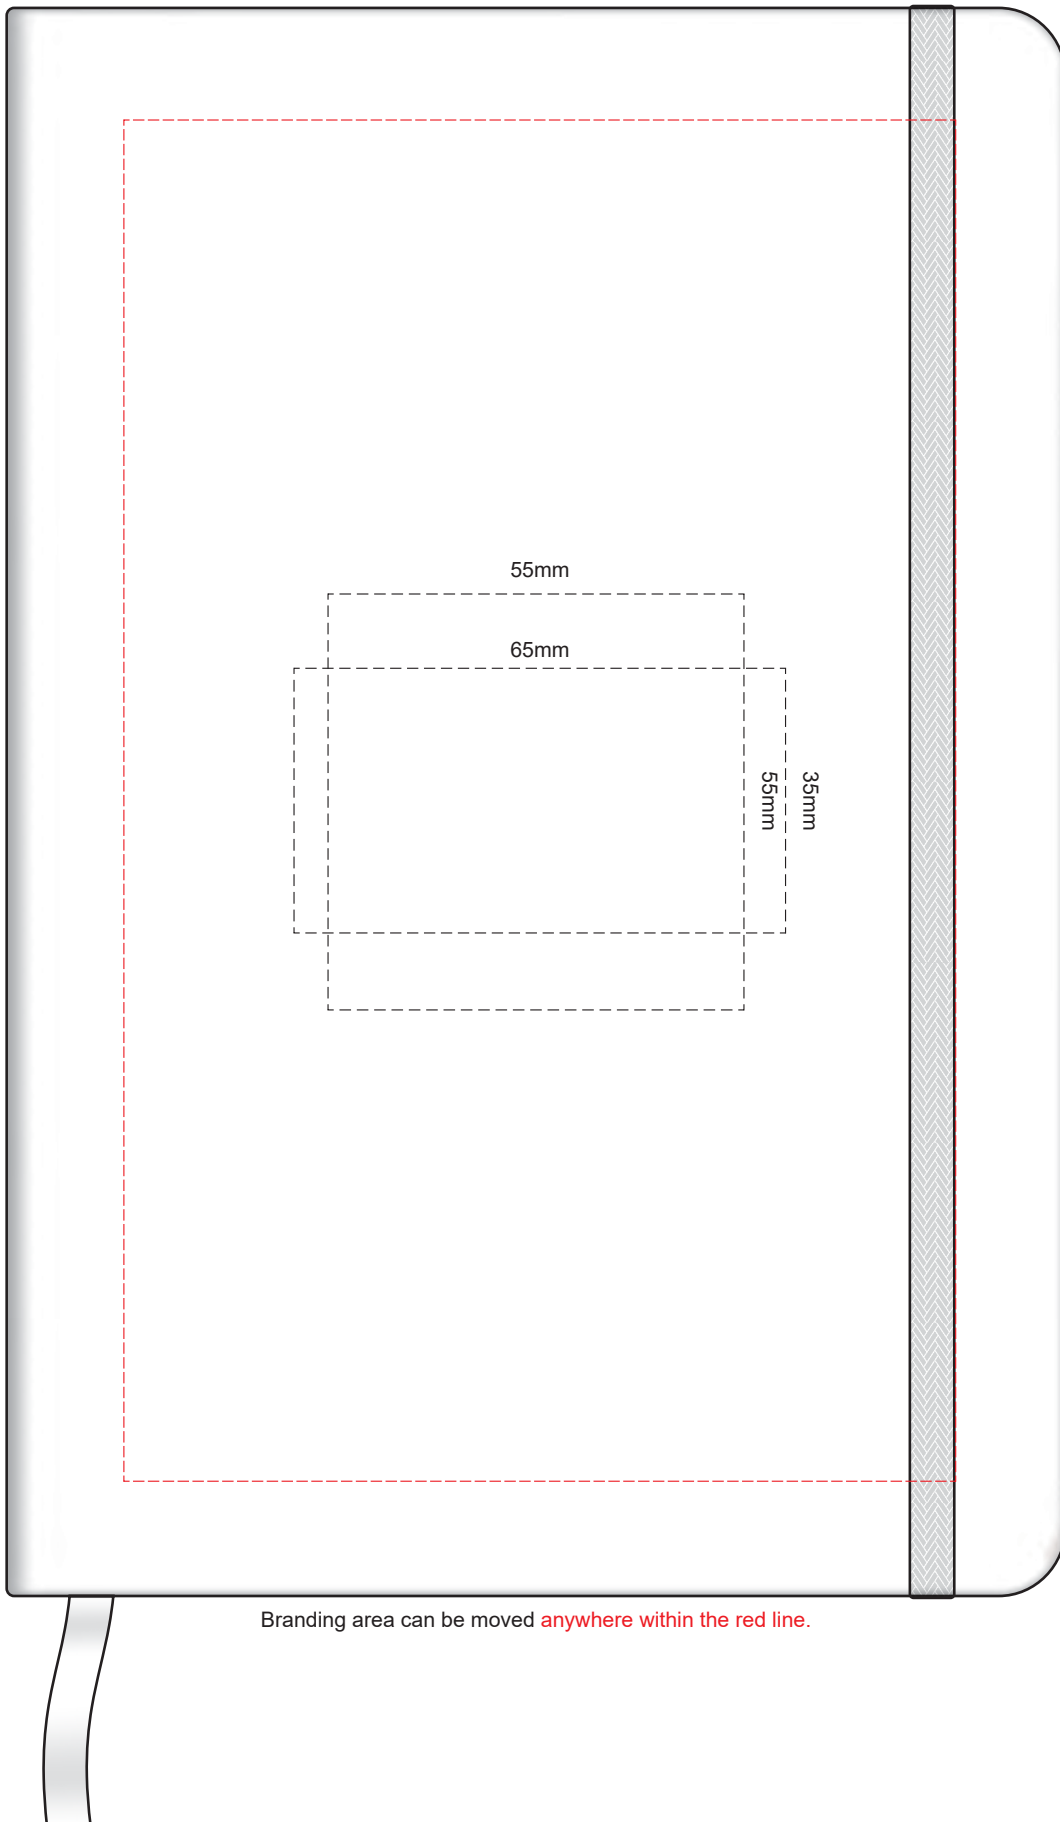 55mm
65mm
55mm
35mm
Branding area can be moved anywhere within the red line.